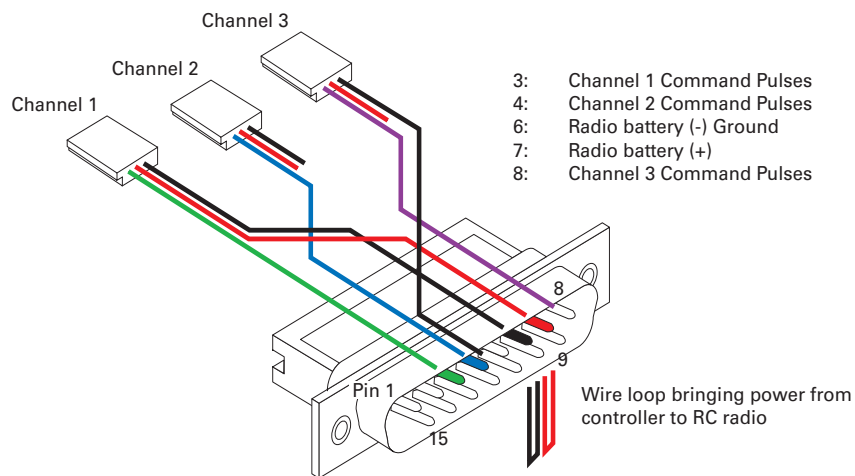 Channel 3
Channel 2
Channel 1
3: Channel 1 Command Pulses
4: Channel 2 Command Pulses
6: Radio battery (-) Ground
7: Radio battery (+)
8: Channel 3 Command Pulses
8
9
Pin 1
15
Wire loop bringing power from
controller to RC radio